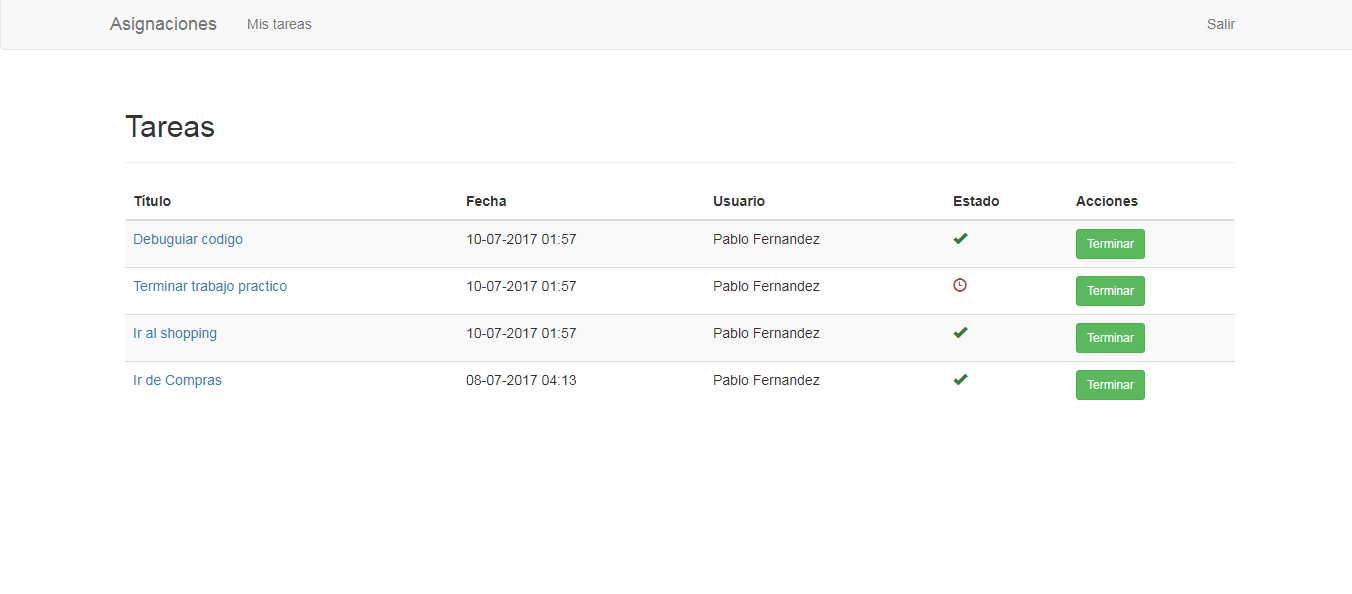 Asignaciones Mis tareas Salir
Tareas
Título Fecha Usuario Estado Acciones
Debuguiar codigo 10-07-2017 01:57 Pablo Fernandez Terminar
Terminar trabajo practico 10-07-2017 01:57 Pablo Fernandez Terminar
Ir al shopping 10-07-2017 01:57 Pablo Fernandez Terminar
Ir de Compras 08-07-2017 04:13 Pablo Fernandez Terminar